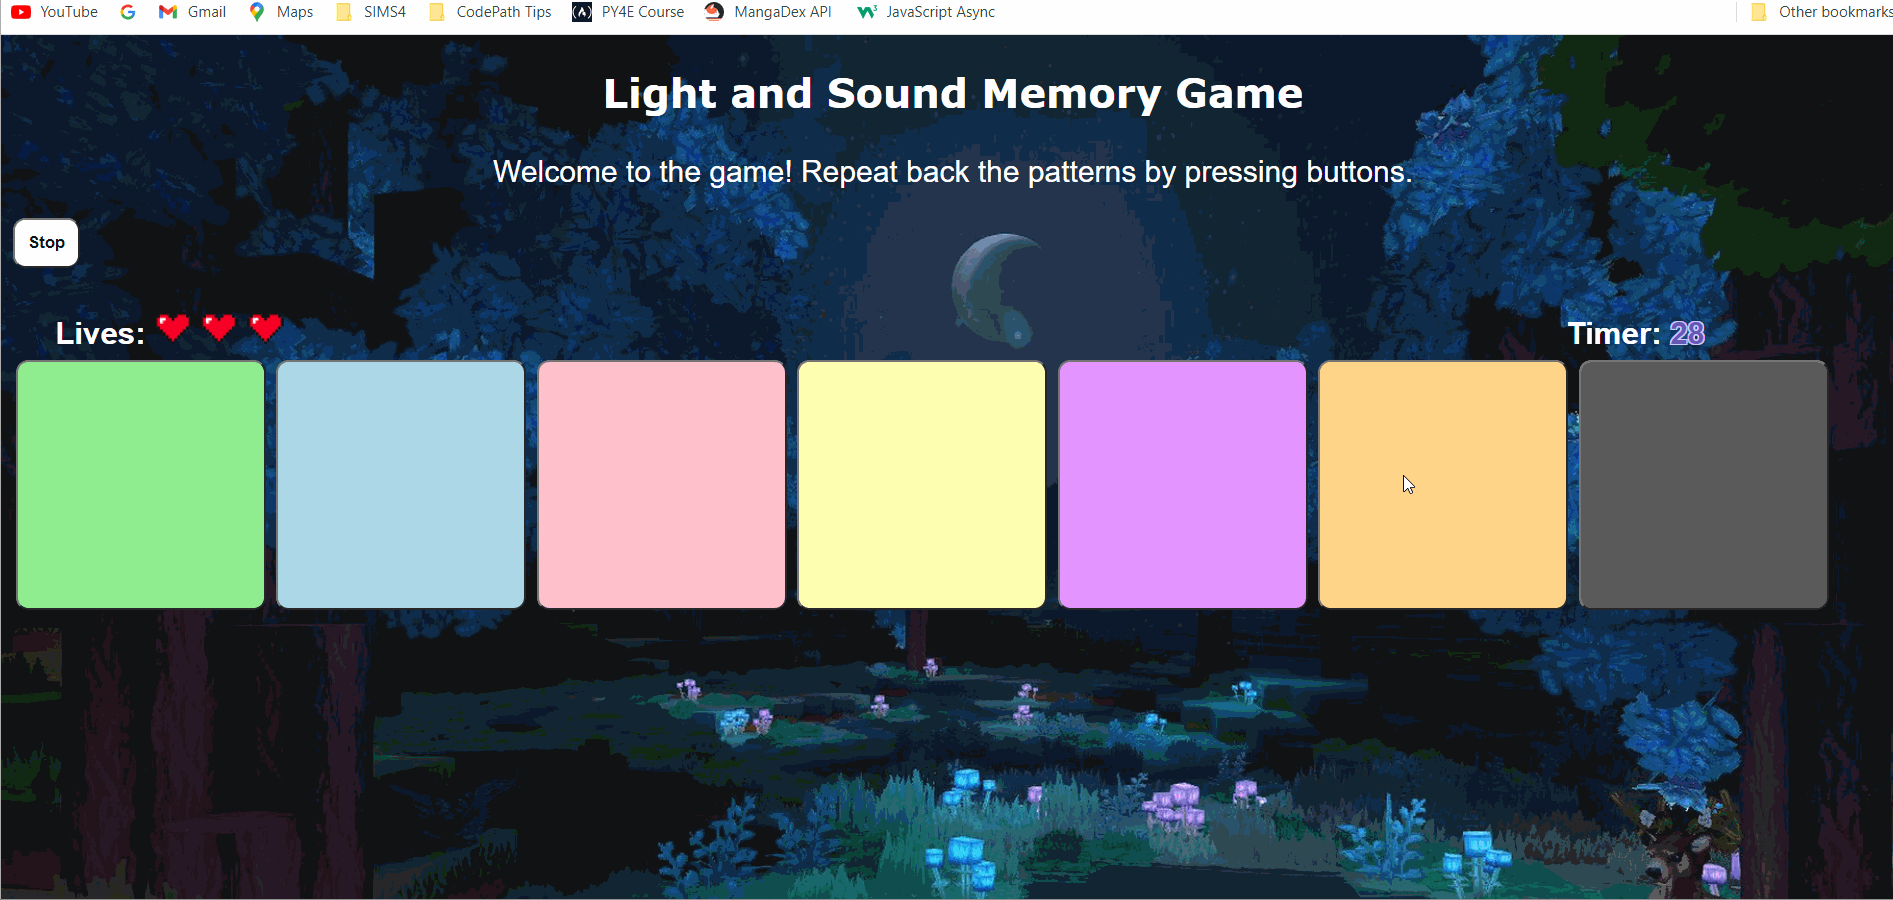 YouTube Gmail Maps SIMS4 CodePath Tips PY4E Course MangaDex API JavaScript Async Other bookmarks
Light and Sound Memory Game
Welcome to the game! Repeat back the patterns by pressing buttons.
Stop
Lives: Timer: 28